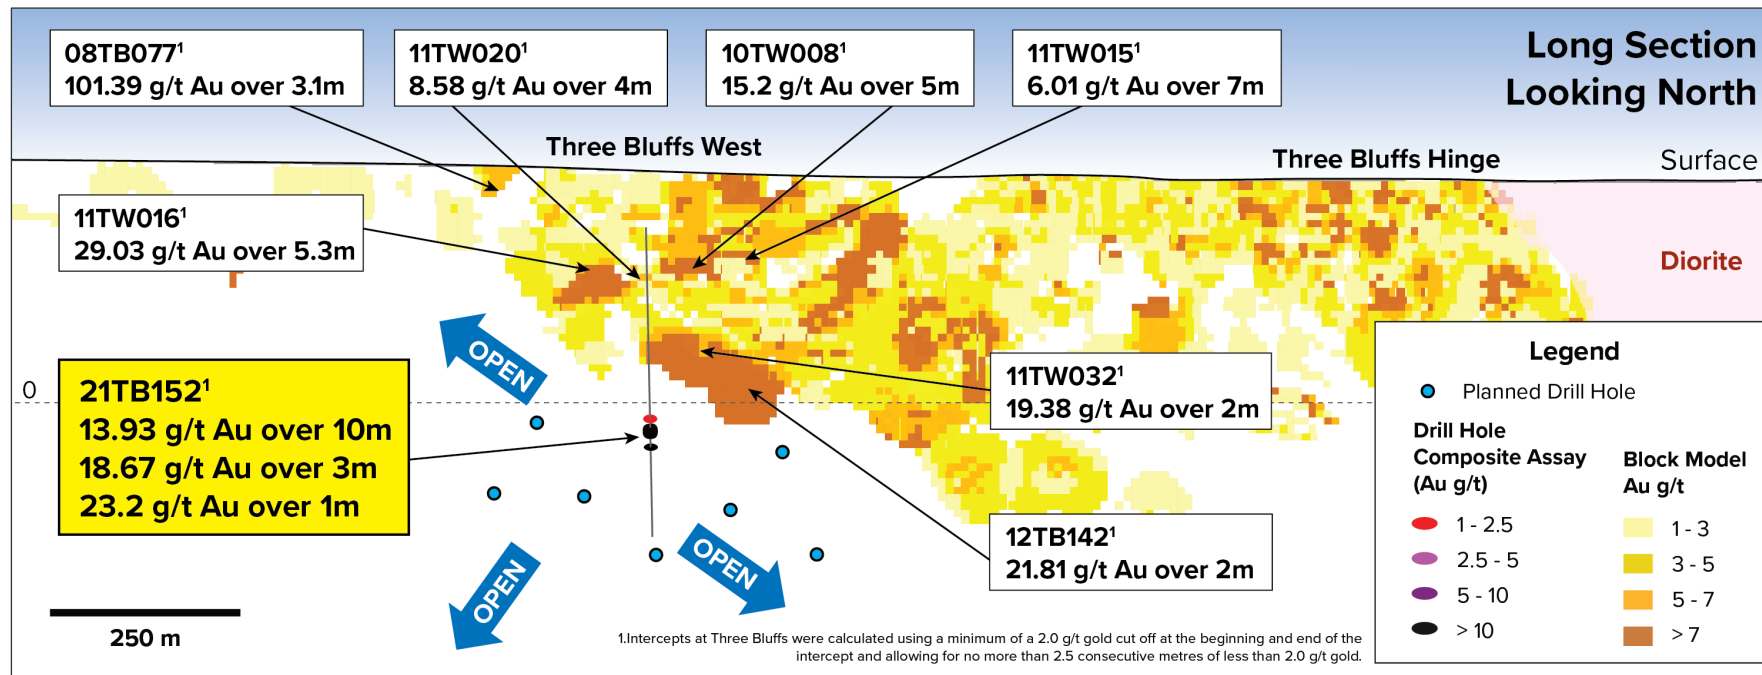 Long Section
Looking North
08TB077¹
101.39 g/t Au over 3.1m
11TW020¹
8.58 g/t Au over 4m
10TW008¹
15.2 g/t Au over 5m
11TW015¹
6.01 g/t Au over 7m
Three Bluffs West
Three Bluffs Hinge
Surface
11TW016¹
29.03 g/t Au over 5.3m
Diorite
OPEN
0
21TB152¹
13.93 g/t Au over 10m
18.67 g/t Au over 3m
23.2 g/t Au over 1m
11TW032¹
19.38 g/t Au over 2m
12TB142¹
21.81 g/t Au over 2m
OPEN
OPEN
250 m
Legend
Planned Drill Hole
Drill Hole
Composite Assay
(Au g/t)
1 - 2.5
2.5 - 5
5 - 10
> 10
Block Model
Au g/t
1 - 3
3 - 5
5 - 7
> 7
1.Intercepts at Three Bluffs were calculated using a minimum of a 2.0 g/t gold cut off at the beginning and end of the
intercept and allowing for no more than 2.5 consecutive metres of less than 2.0 g/t gold.